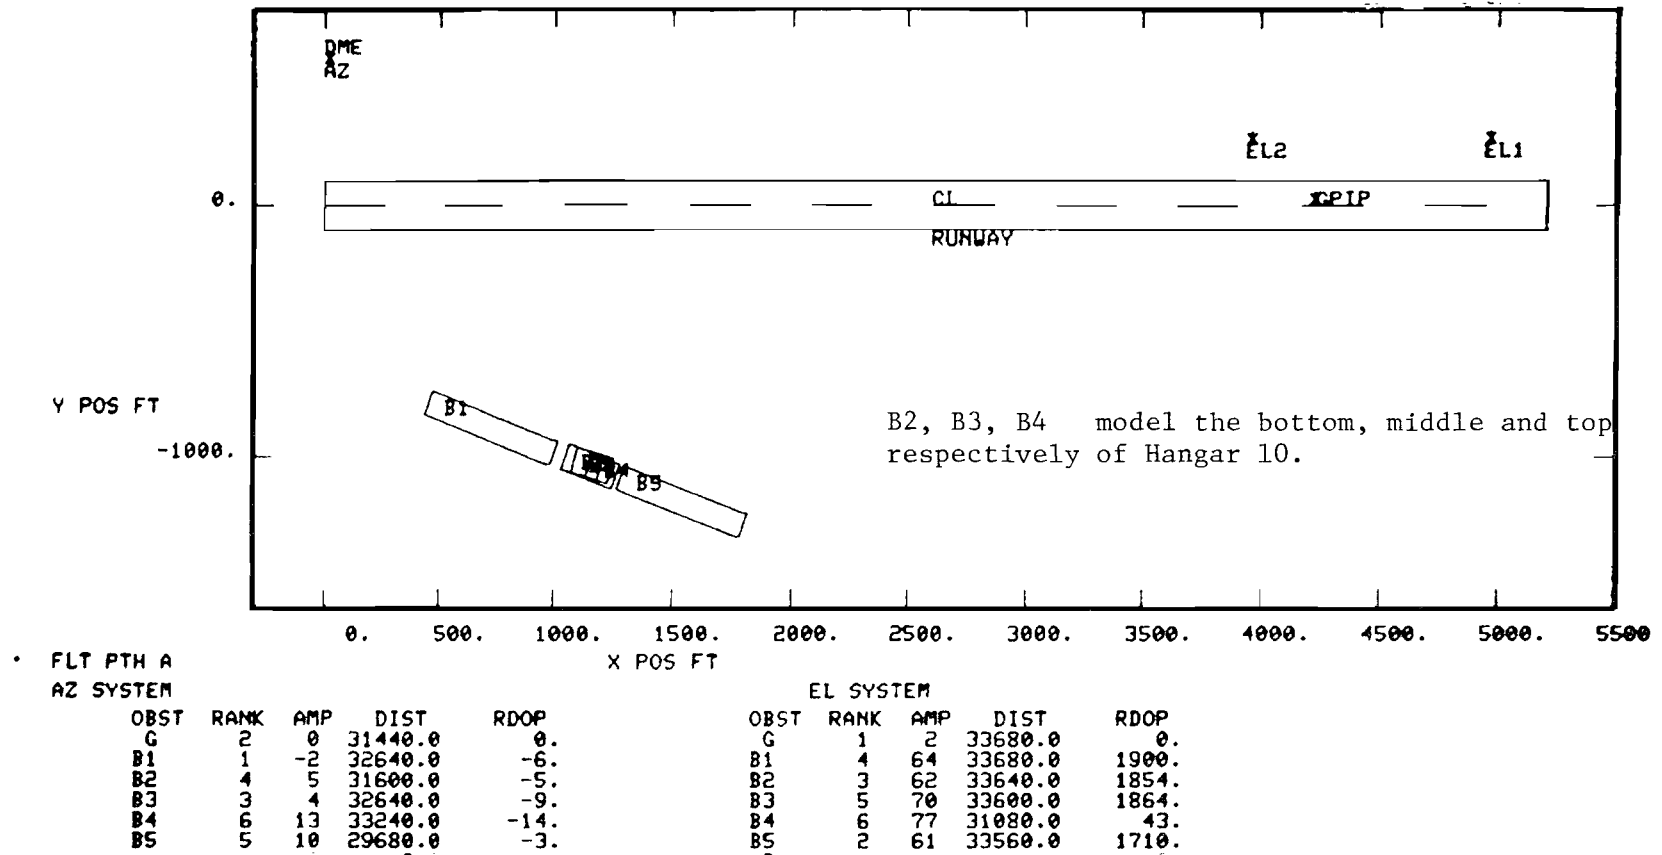 DME
AZ
EL2
EL1
0.
CL
GPIP
RUNWAY
Y POS FT
B1
B2, B3, B4 model the bottom, middle and top
respectively of Hangar 10.
-1000.
B5
0. 500. 1000. 1500. 2000. 2500. 3000. 3500. 4000. 4500. 5000. 5500
FLT PTH A
X POS FT
AZ SYSTEM EL SYSTEM
OBST RANK AMP DIST RDOP OBST RANK AMP DIST RDOP
G 2 0 31440.0 0. G 1 2 33680.0 0.
B1 1 -2 32640.0 -6. B1 4 64 33680.0 1900.
B2 4 5 31600.0 -5. B2 3 62 33640.0 1854.
B3 3 4 32640.0 -9. B3 5 70 33600.0 1864.
B4 6 13 33240.0 -14. B4 6 77 31080.0 43.
B5 5 10 29680.0 -3. B5 2 61 33560.0 1710.